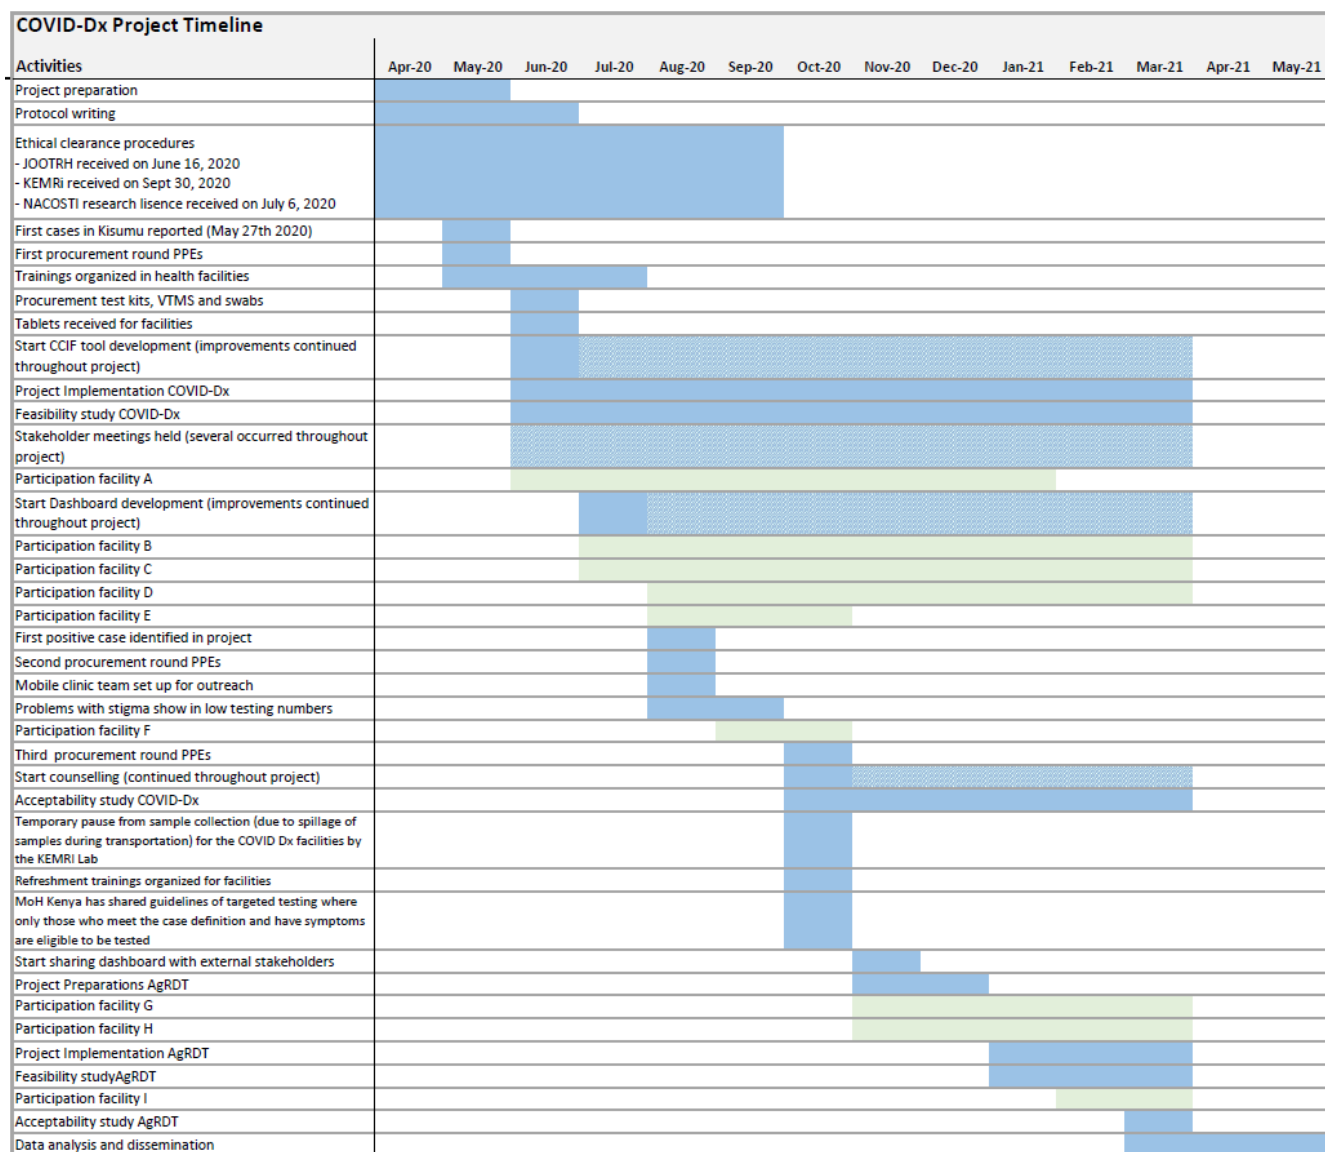 COVID-Dx Project Timeline
Activities Apr-20 May-20 Jun-20 Jul-20 Aug-20 Sep-20 Oct-20 Nov-20 Dec-20 Jan-21 Feb-21 Mar-21 Apr-21 May-21
Project preparation
Protocol writing
Ethical clearance procedures
- JOOTRH received on June 16, 2020
- KEMRi received on Sept 30, 2020
- NACOSTI research lisence received on July 6, 2020
First cases in Kisumu reported (May 27th 2020)
First procurement round PPEs
Trainings organized in health facilities
Procurement test kits, VTMS and swabs
Tablets received for facilities
Start CCIF tool development (improvements continued
throughout project)
Project Implementation COVID-Dx
Feasibility study COVID-Dx
Stakeholder meetings held (several occurred throughout
project)
Participation facility A
Start Dashboard development (improvements continued
throughout project)
Participation facility B
Participation facility C
Participation facility D
Participation facility E
First positive case identified in project
Second procurement round PPEs
Mobile clinic team set up for outreach
Problems with stigma show in low testing numbers
Participation facility F
Third procurement round PPEs
Start counselling (continued throughout project)
Acceptability study COVID-Dx
Temporary pause from sample collection (due to spillage of
samples during transportation) for the COVID Dx facilities by
the KEMRI Lab
Refreshment trainings organized for facilities
MoH Kenya has shared guidelines of targeted testing where
only those who meet the case definition and have symptoms
are eligible to be tested
Start sharing dashboard with external stakeholders
Project Preparations AgRDT
Participation facility G
Participation facility H
Project Implementation AgRDT
Feasibility studyAgRDT
Participation facility I
Acceptability study AgRDT
Data analysis and dissemination